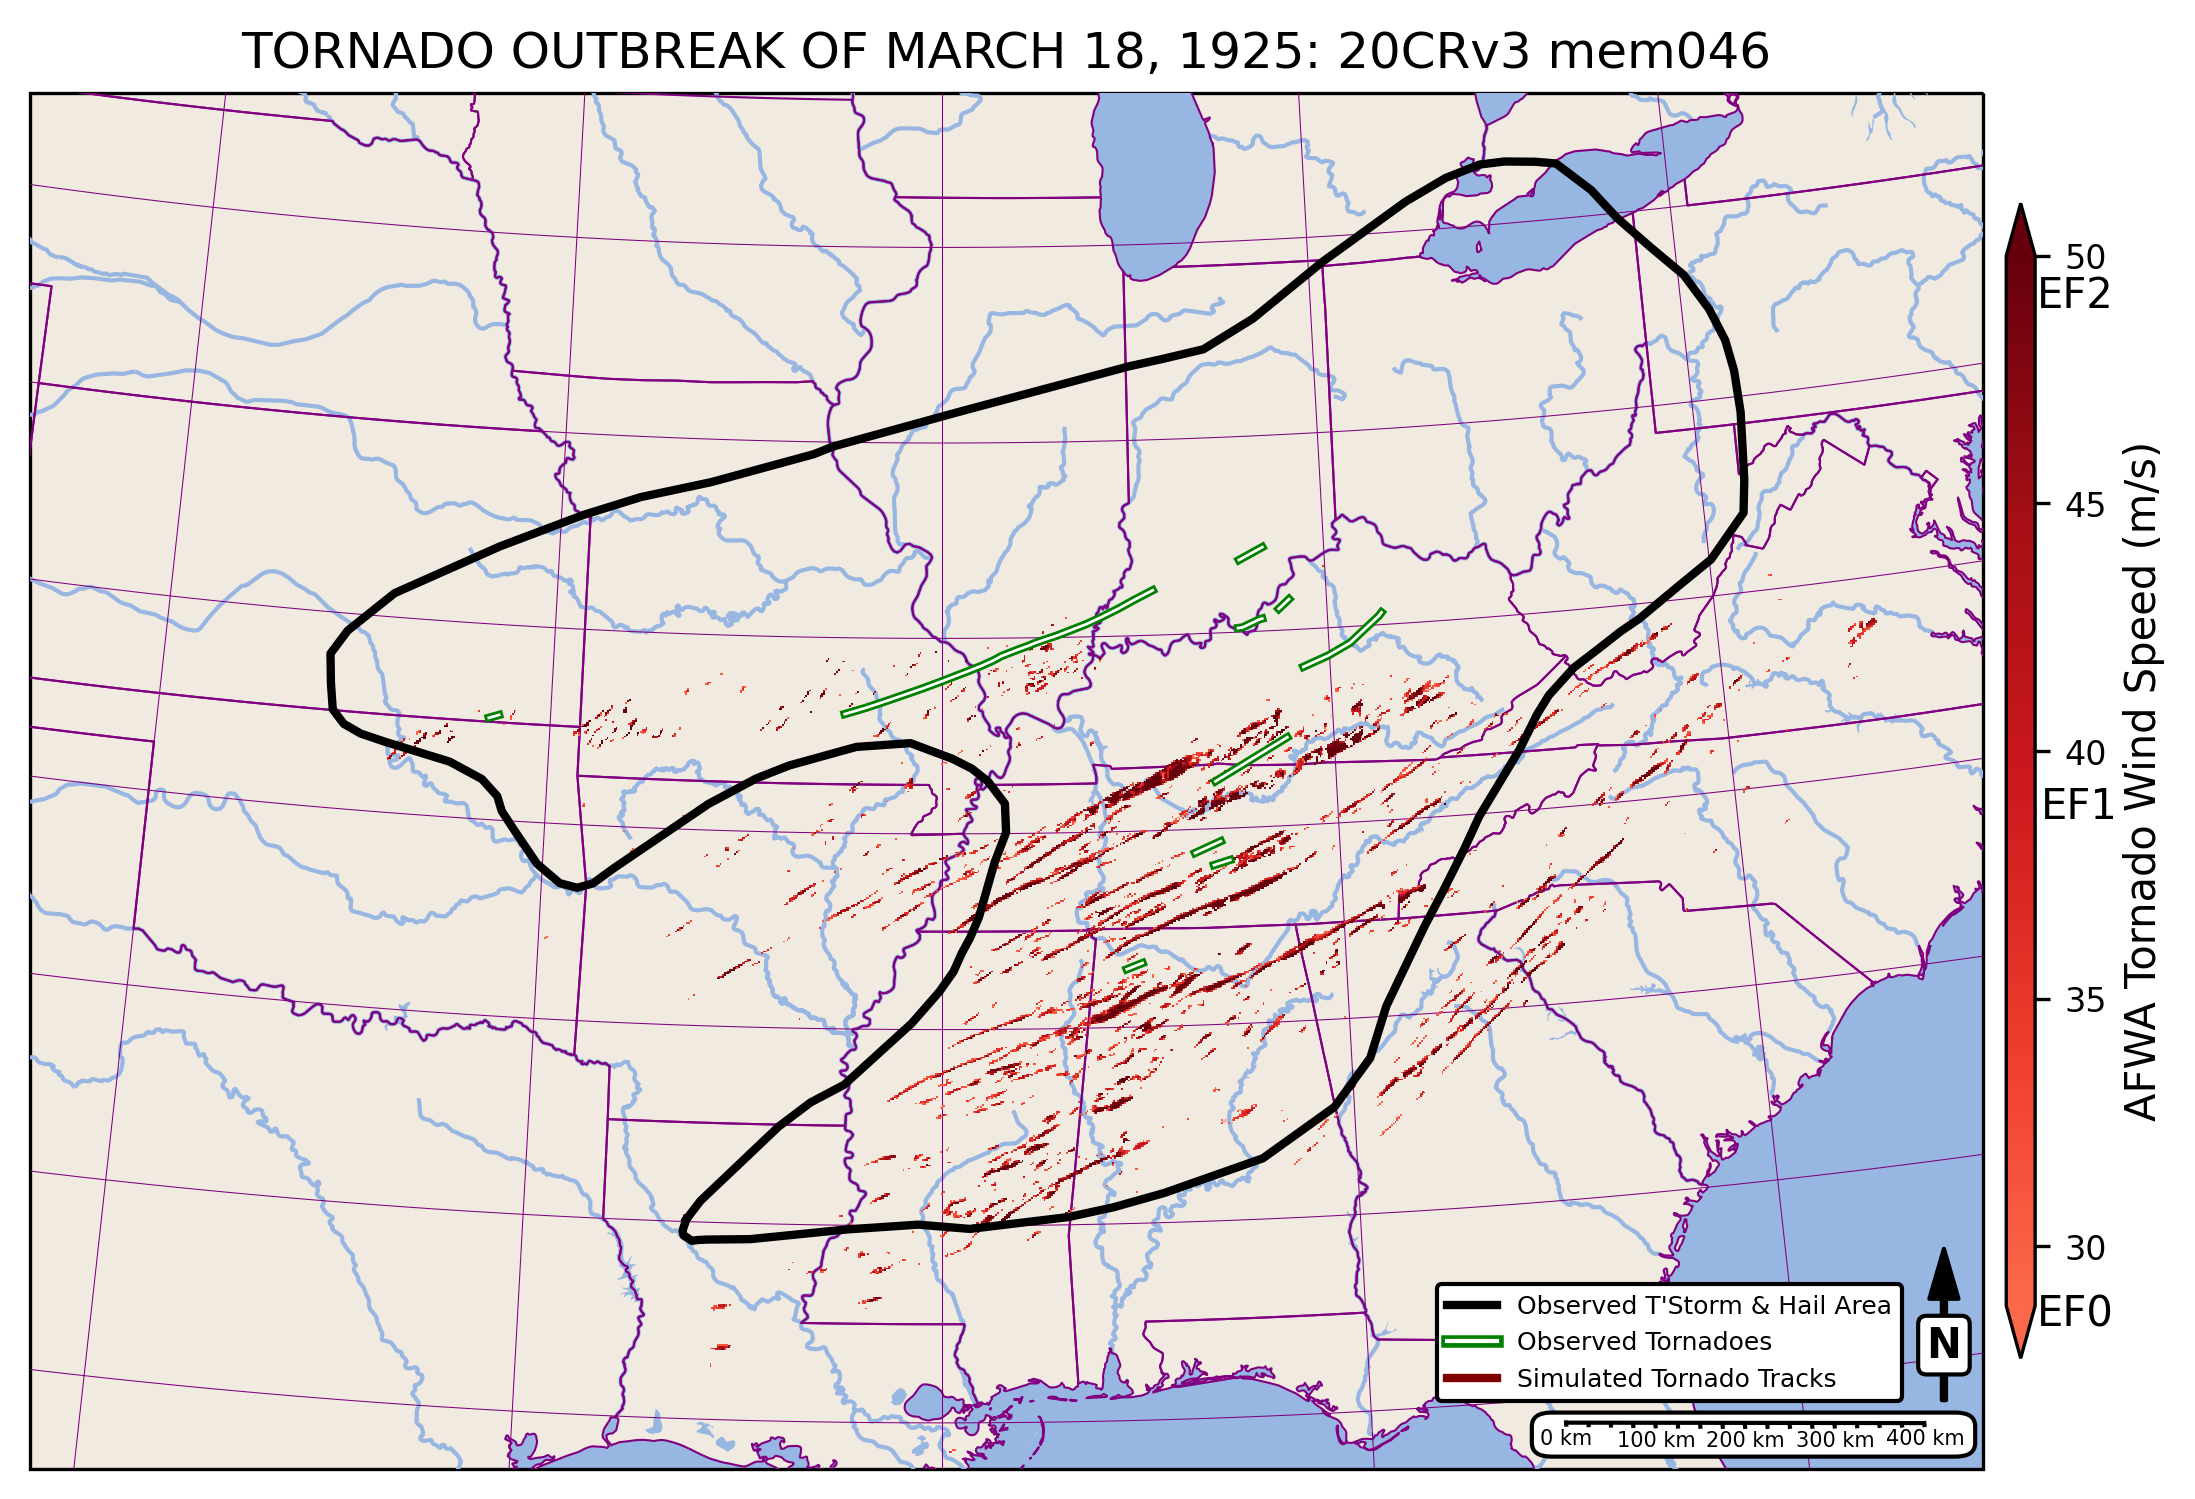 TORNADO OUTBREAK OF MARCH 18, 1925: 20CRv3 mem046
50
EF2
45
40
EF1
35
30
EF0
AFWA Tornado Wind Speed (m/s)
Observed T'Storm & Hail Area
Observed Tornadoes
Simulated Tornado Tracks
N
0 km 100 km 200 km 300 km 400 km